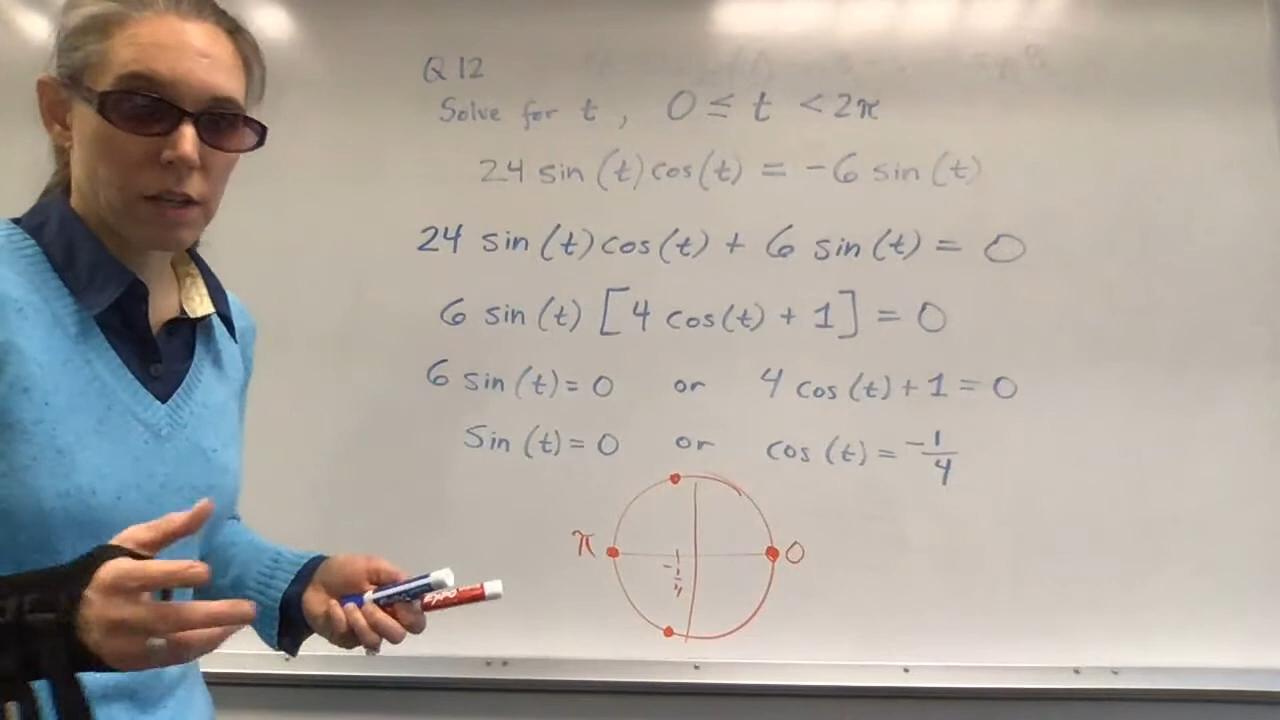 Q12
Solve for t, 0 ≤ t < 2π
24 sin (t) cos(t) = -6 sin (t)
24 sin (t) cos(t) + 6 sin (t) = 0
6 sin (t) [4 cos(t) + 1] = 0
6 sin (t) = 0 or 4 cos (t) + 1 = 0
Sin (t) = 0 or cos (t) = -1/4
π 0
-1/4
EXPO